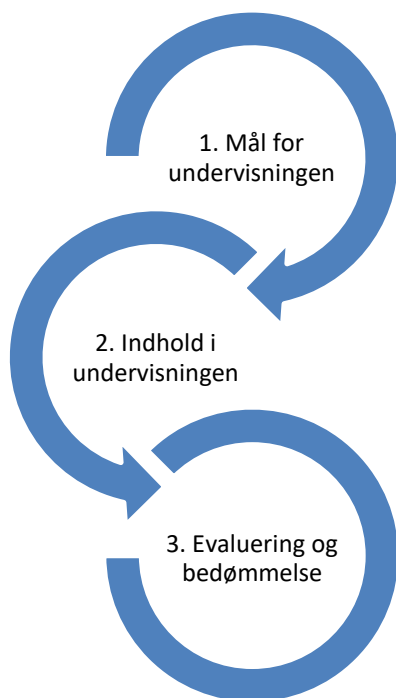 1. Mål for
undervisningen
2. Indhold i
undervisningen
3. Evaluering og
bedømmelse